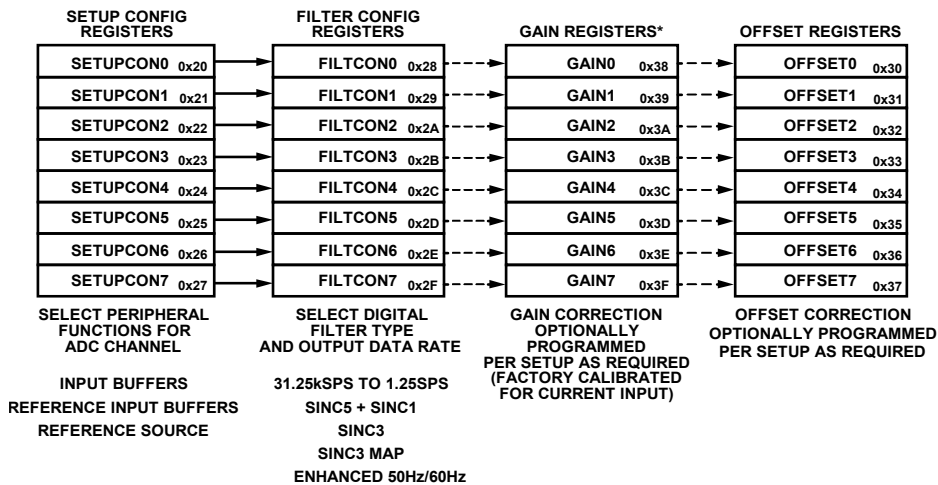 SETUP CONFIG
REGISTERS
SETUPCON0 0x20
SETUPCON1 0x21
SETUPCON2 0x22
SETUPCON3 0x23
SETUPCON4 0x24
SETUPCON5 0x25
SETUPCON6 0x26
SETUPCON7 0x27
SELECT PERIPHERAL
FUNCTIONS FOR
ADC CHANNEL
INPUT BUFFERS
REFERENCE INPUT BUFFERS
REFERENCE SOURCE
FILTER CONFIG
REGISTERS
FILTCON0 0x28
FILTCON1 0x29
FILTCON2 0x2A
FILTCON3 0x2B
FILTCON4 0x2C
FILTCON5 0x2D
FILTCON6 0x2E
FILTCON7 0x2F
SELECT DIGITAL
FILTER TYPE
AND OUTPUT DATA RATE
31.25kSPS TO 1.25SPS
SINC5 + SINC1
SINC3
SINC3 MAP
ENHANCED 50Hz/60Hz
GAIN REGISTERS*
GAIN0 0x38
GAIN1 0x39
GAIN2 0x3A
GAIN3 0x3B
GAIN4 0x3C
GAIN5 0x3D
GAIN6 0x3E
GAIN7 0x3F
GAIN CORRECTION
OPTIONALLY
PROGRAMMED
PER SETUP AS REQUIRED
(FACTORY CALIBRATED
FOR CURRENT INPUT)
OFFSET REGISTERS
OFFSET0 0x30
OFFSET1 0x31
OFFSET2 0x32
OFFSET3 0x33
OFFSET4 0x34
OFFSET5 0x35
OFFSET6 0x36
OFFSET7 0x37
OFFSET CORRECTION
OPTIONALLY PROGRAMMED
PER SETUP AS REQUIRED